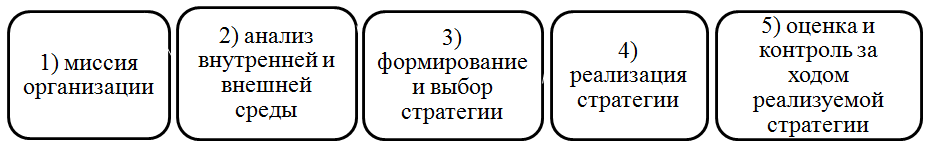 1) миссия
организации
2) анализ
внутренней и
внешней
среды
3)
формирование
и выбор
стратегии
4)
реализация
стратегии
5) оценка и
контроль за
ходом
реализуемой
стратегии